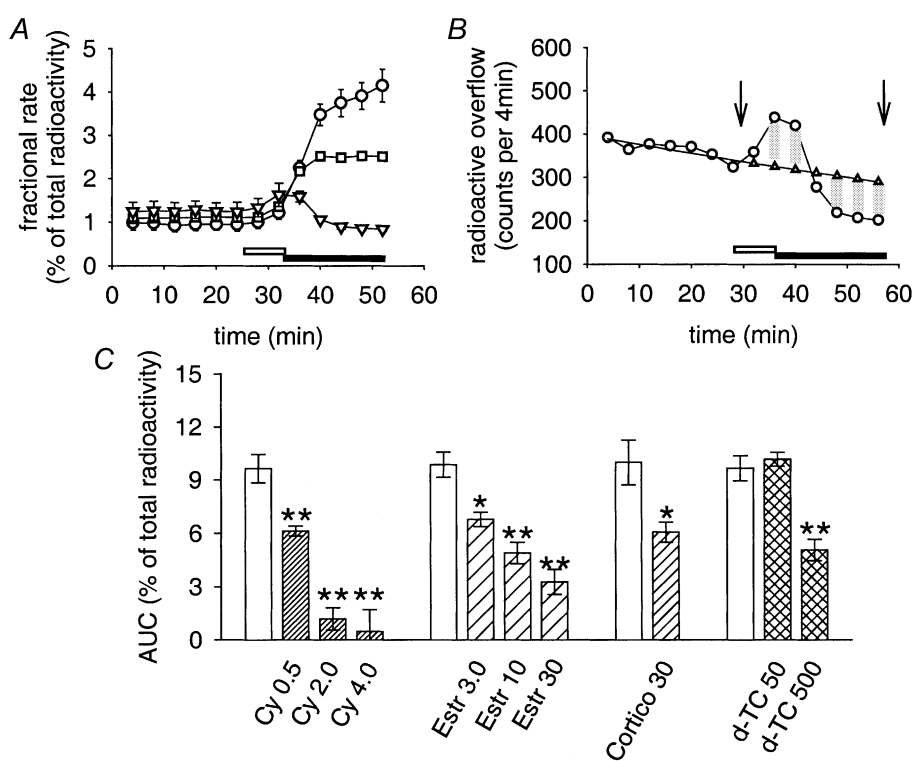 A
fractional rate
(% of total radioactivity)
5
4
3
2
1
0
0 10 20 30 40 50 60
time (min)
B
radioactive overflow
(counts per 4min)
600
500
400
300
200
100
0 10 20 30 40 50 60
time (min)
C
AUC (% of total radioactivity)
15
12
9
6
3
0
** ** ** * ** ** * **
Cy 0.5
Cy 2.0
Cy 4.0
Estr 3.0
Estr 10
Estr 30
Cortico 30
d-TC 50
d-TC 500